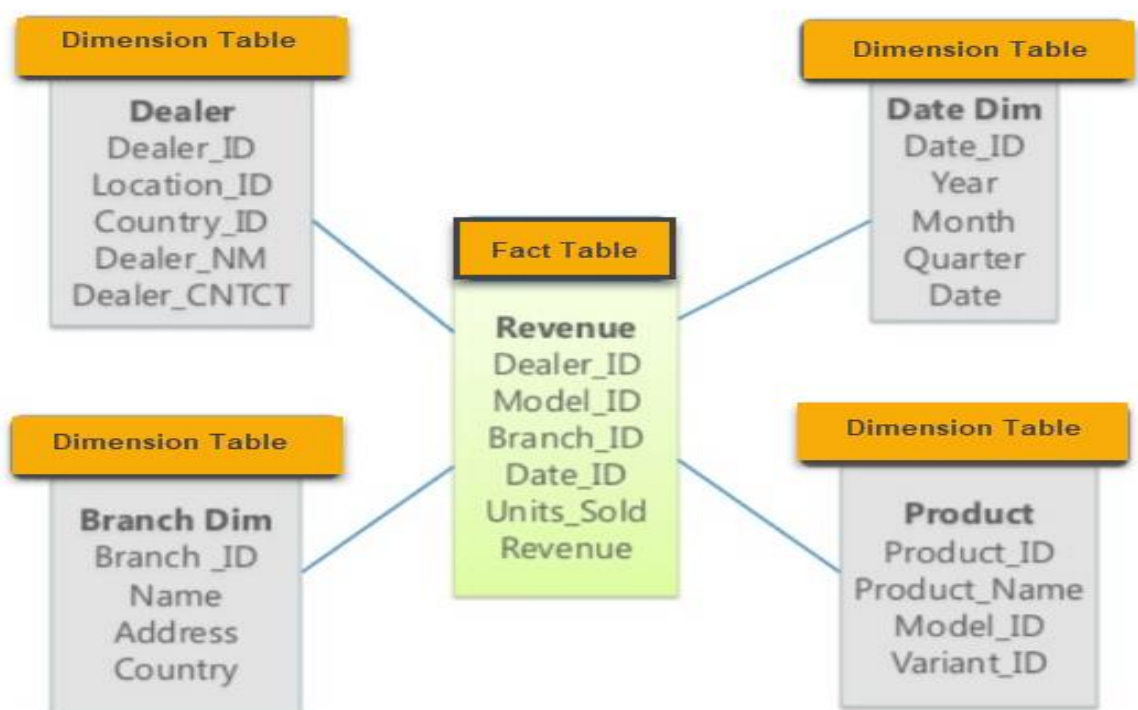 Dimension Table
Dealer
Dealer_ID
Location_ID
Country_ID
Dealer_NM
Dealer_CNTCT
Dimension Table
Date Dim
Date_ID
Year
Month
Quarter
Date
Fact Table
Revenue
Dealer_ID
Model_ID
Branch_ID
Date_ID
Units_Sold
Revenue
Dimension Table
Branch Dim
Branch _ID
Name
Address
Country
Dimension Table
Product
Product_ID
Product_Name
Model_ID
Variant_ID